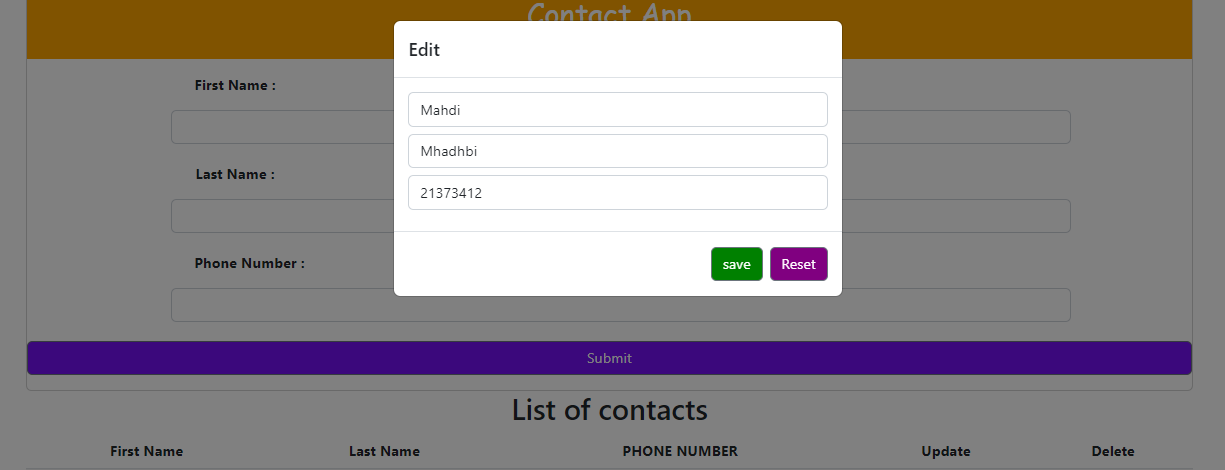 Contact App
Edit
First Name :
Mahdi
Mhadhbi
Last Name :
21373412
Phone Number :
save Reset
Submit
List of contacts
First Name Last Name PHONE NUMBER Update Delete